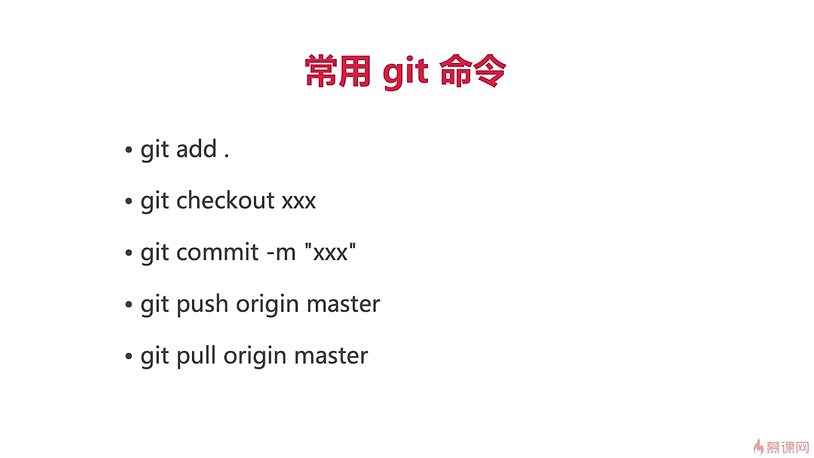 常用 git 命令
• git add .
• git checkout xxx
• git commit -m "xxx"
• git push origin master
• git pull origin master
慕课网